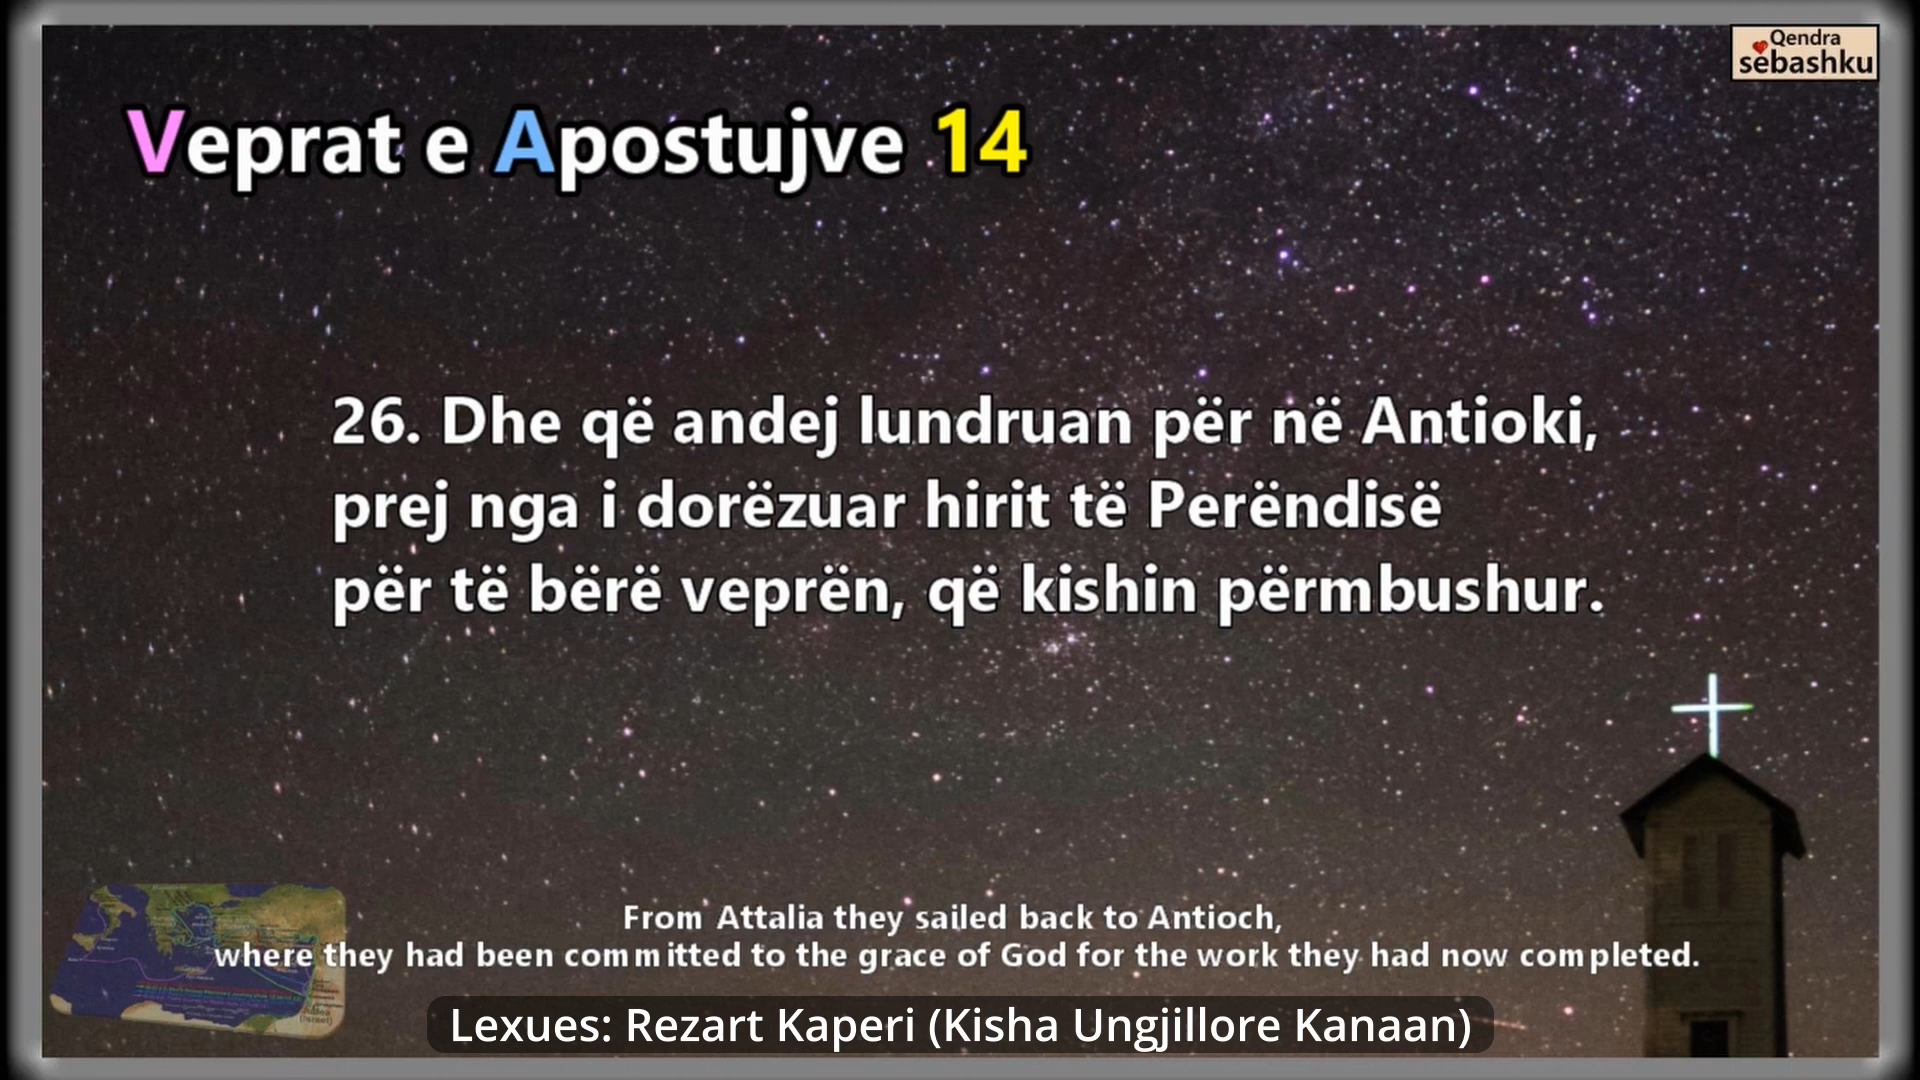 Qendra
sebashku
Veprat e Apostujve 14
26. Dhe që andej lundruan për në Antioki,
prej nga i dorëzuar hirit të Perëndisë
për të bërë veprën, që kishin përmbushur.
From Attalia they sailed back to Antioch,
where they had been committed to the grace of God for the work they had now completed.
Lexues: Rezart Kaperi (Kisha Ungjillore Kanaan)